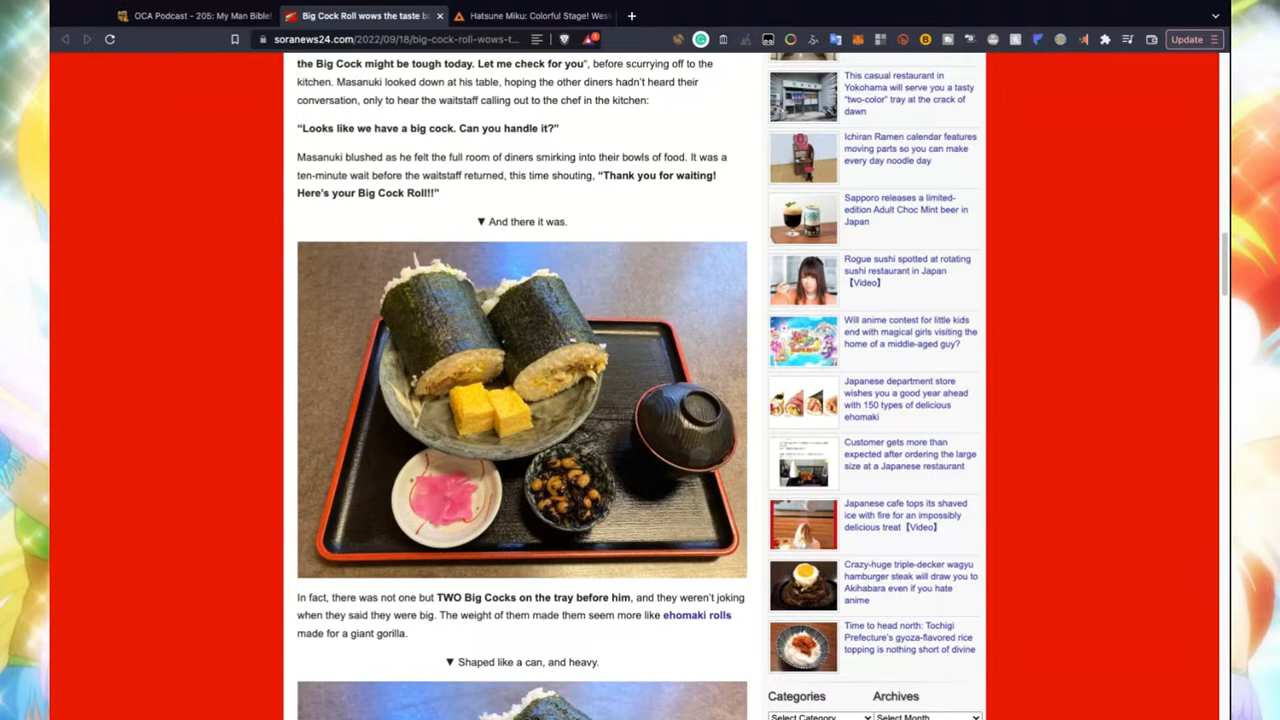 OCA Podcast - 205: My Man Bible!
Big Cock Roll wows the taste bu
Hatsune Miku: Colorful Stage! West
soranews24.com/2022/09/18/big-cock-roll-wows-t...
Update
the Big Cock might be tough today. Let me check for you", before scurrying off to the
kitchen. Masanuki looked down at his table, hoping the other diners hadn't heard their
conversation, only to hear the waitstaff calling out to the chef in the kitchen:
"Looks like we have a big cock. Can you handle it?"
Masanuki blushed as he felt the full room of diners smirking into their bowls of food. It was a
ten-minute wait before the waitstaff returned, this time shouting, "Thank you for waiting!
Here's your Big Cock Roll!!"
▼ And there it was.
In fact, there was not one but TWO Big Cocks on the tray before him, and they weren't joking
when they said they were big. The weight of them made them seem more like ehomaki rolls
made for a giant gorilla.
▼ Shaped like a can, and heavy.
This casual restaurant in
Yokohama will serve you a tasty
"two-color" tray at the crack of
dawn
Ichiran Ramen calendar features
moving parts so you can make
every day noodle day
Sapporo releases a limited-
edition Adult Choc Mint beer in
Japan
Rogue sushi spotted at rotating
sushi restaurant in Japan
【Video】
Will anime contest for little kids
end with magical girls visiting the
home of a middle-aged guy?
Japanese department store
wishes you a good year ahead
with 150 types of delicious
ehomaki
Customer gets more than
expected after ordering the large
size at a Japanese restaurant
Japanese cafe tops its shaved
ice with fire for an impossibly
delicious treat【Video】
Crazy-huge triple-decker wagyu
hamburger steak will draw you to
Akihabara even if you hate
anime
Time to head north: Tochigi
Prefecture's gyoza-flavored rice
topping is nothing short of divine
Categories
Archives
Select Category
Select Month